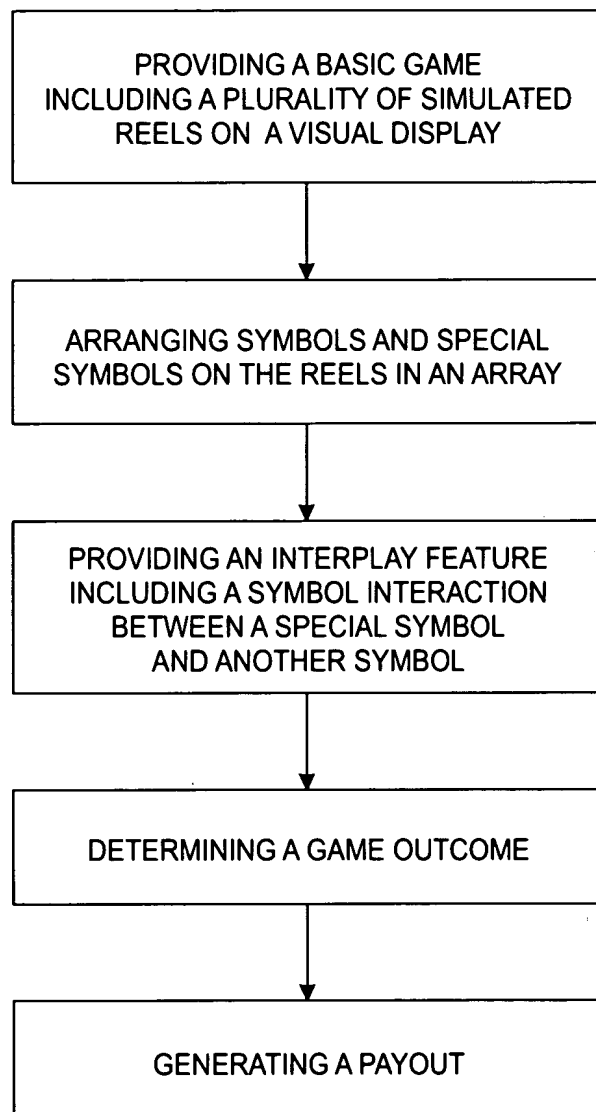 PROVIDING A BASIC GAME
INCLUDING A PLURALITY OF SIMULATED
REELS ON A VISUAL DISPLAY
ARRANGING SYMBOLS AND SPECIAL
SYMBOLS ON THE REELS IN AN ARRAY
PROVIDING AN INTERPLAY FEATURE
INCLUDING A SYMBOL INTERACTION
BETWEEN A SPECIAL SYMBOL
AND ANOTHER SYMBOL
DETERMINING A GAME OUTCOME
GENERATING A PAYOUT